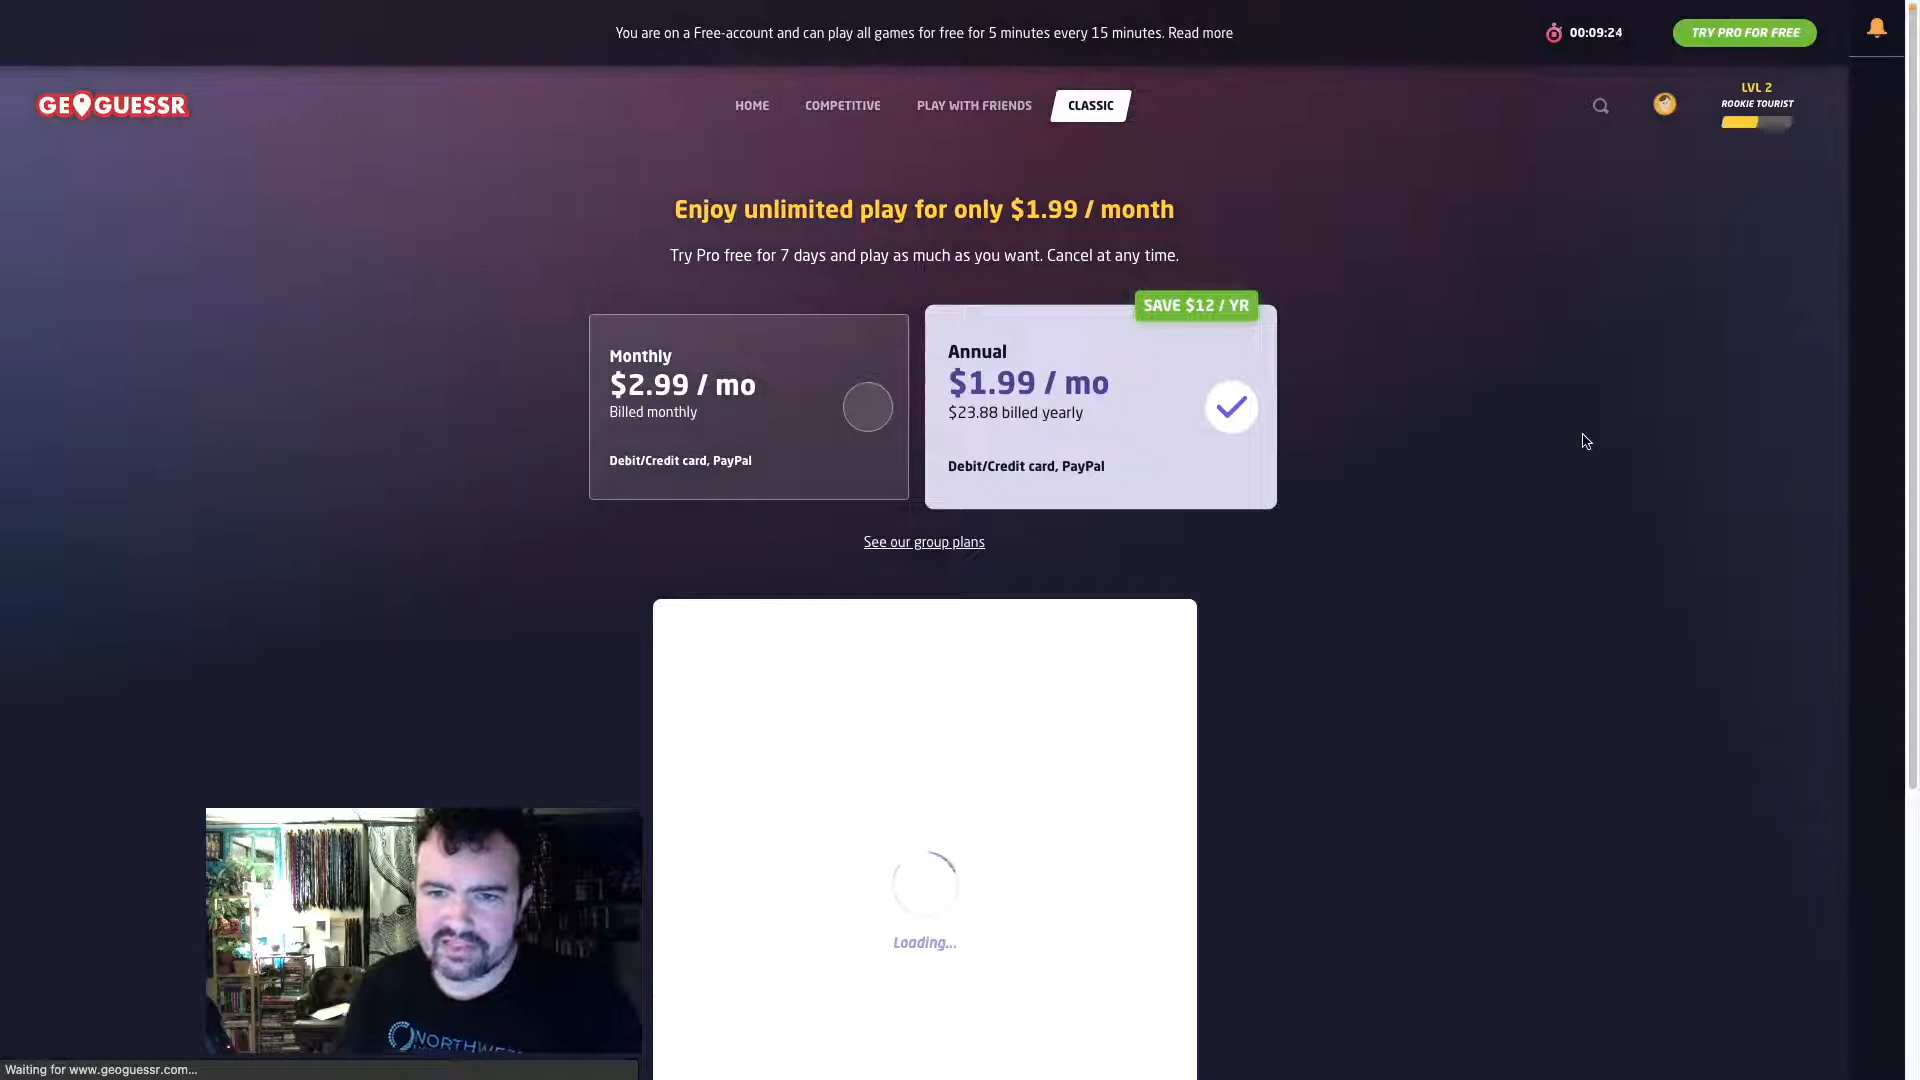 You are on a Free-account and can play all games for free for 5 minutes every 15 minutes. Read more
00:09:24
TRY PRO FOR FREE
GEOGUESSR
HOME
COMPETITIVE
PLAY WITH FRIENDS
CLASSIC
LVL 2
ROOKIE TOURIST
Enjoy unlimited play for only $1.99 / month
Try Pro free for 7 days and play as much as you want. Cancel at any time.
SAVE $12 / YR
Monthly
$2.99 / mo
Billed monthly
Debit/Credit card, PayPal
Annual
$1.99 / mo
$23.88 billed yearly
Debit/Credit card, PayPal
See our group plans
Loading...
Waiting for www.geoguessr.com...